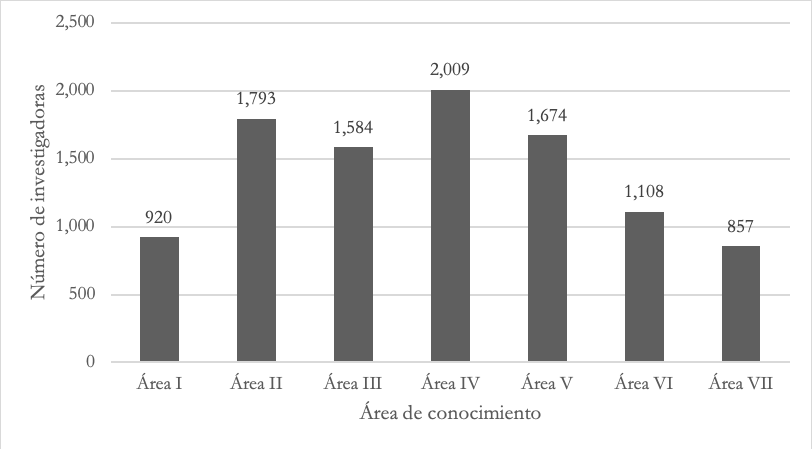 2,500
2,000
1,500
1,000
500
0
Número de investigadoras
920
1,793
1,584
2,009
1,674
1,108
857
Área I
Área II
Área III
Área IV
Área V
Área VI
Área VII
Área de conocimiento